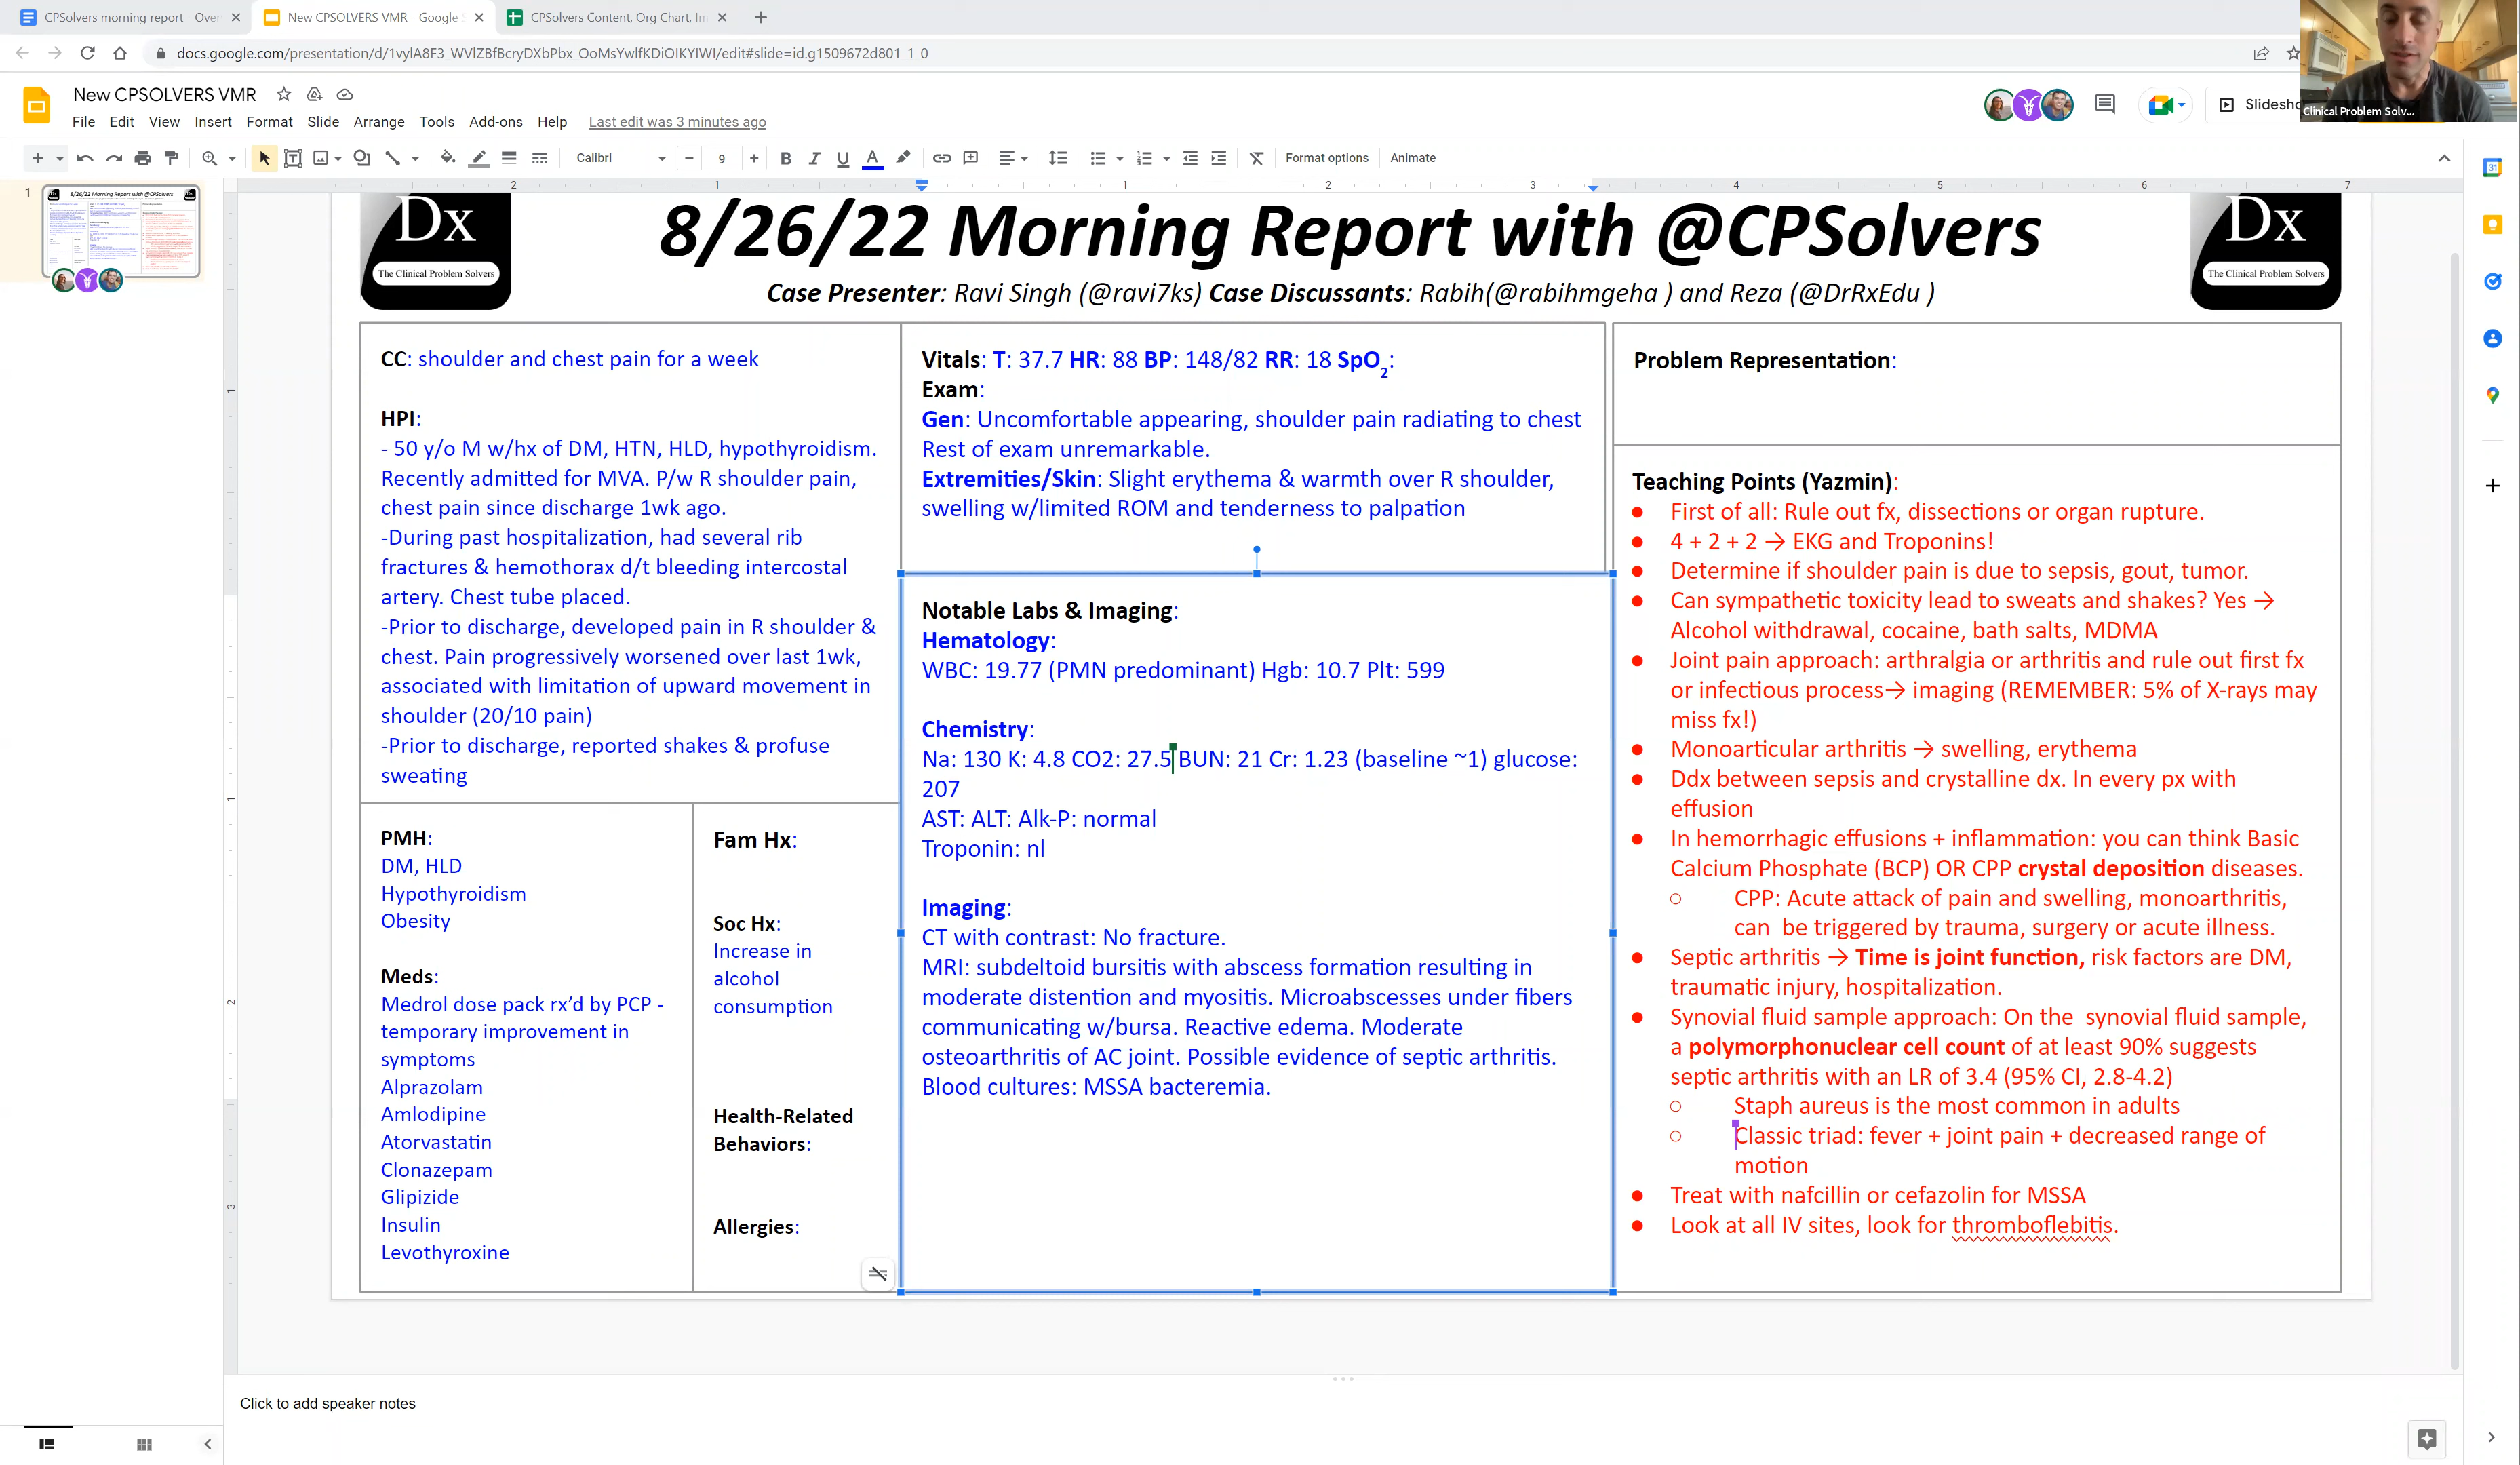 CPSolvers morning report - Over
New CPSOLVERS VMR - Google S
CPSolvers Content, Org Chart, Im
docs.google.com/presentation/d/1vylA8F3_WVlZBfBcryDXbPbx_OoMsYwlfKDiOIKYIWI/edit#slide=id.g1509672d801_1_0
New CPSOLVERS VMR
File Edit View Insert Format Slide Arrange Tools Add-ons Help Last edit was 3 minutes ago
Slidesho
Clinical Problem Solv...
Calibri
9
Format options
Animate
1
8/26/22 Morning Report with @CPSolvers
Case Presenter: Ravi Singh (@ravi7ks) Case Discussants: Rabih(@rabihmgeha ) and Reza (@DrRxEdu )
Dx
The Clinical Problem Solvers
Dx
The Clinical Problem Solvers
CC: shoulder and chest pain for a week
HPI:
- 50 y/o M w/hx of DM, HTN, HLD, hypothyroidism.
Recently admitted for MVA. P/w R shoulder pain,
chest pain since discharge 1wk ago.
-During past hospitalization, had several rib
fractures & hemothorax d/t bleeding intercostal
artery. Chest tube placed.
-Prior to discharge, developed pain in R shoulder &
chest. Pain progressively worsened over last 1wk,
associated with limitation of upward movement in
shoulder (20/10 pain)
-Prior to discharge, reported shakes & profuse
sweating
PMH:
DM, HLD
Hypothyroidism
Obesity
Meds:
Medrol dose pack rx'd by PCP -
temporary improvement in
symptoms
Alprazolam
Amlodipine
Atorvastatin
Clonazepam
Glipizide
Insulin
Levothyroxine
Fam Hx:
Soc Hx:
Increase in
alcohol
consumption
Health-Related
Behaviors:
Allergies:
Vitals: T: 37.7 HR: 88 BP: 148/82 RR: 18 SpO2:
Exam:
Gen: Uncomfortable appearing, shoulder pain radiating to chest
Rest of exam unremarkable.
Extremities/Skin: Slight erythema & warmth over R shoulder,
swelling w/limited ROM and tenderness to palpation
Notable Labs & Imaging:
Hematology:
WBC: 19.77 (PMN predominant) Hgb: 10.7 Plt: 599
Chemistry:
Na: 130 K: 4.8 CO2: 27.5 BUN: 21 Cr: 1.23 (baseline ~1) glucose:
207
AST: ALT: Alk-P: normal
Troponin: nl
Imaging:
CT with contrast: No fracture.
MRI: subdeltoid bursitis with abscess formation resulting in
moderate distention and myositis. Microabscesses under fibers
communicating w/bursa. Reactive edema. Moderate
osteoarthritis of AC joint. Possible evidence of septic arthritis.
Blood cultures: MSSA bacteremia.
Problem Representation:
Teaching Points (Yazmin):
● First of all: Rule out fx, dissections or organ rupture.
● 4 + 2 + 2 → EKG and Troponins!
● Determine if shoulder pain is due to sepsis, gout, tumor.
● Can sympathetic toxicity lead to sweats and shakes? Yes →
Alcohol withdrawal, cocaine, bath salts, MDMA
● Joint pain approach: arthralgia or arthritis and rule out first fx
or infectious process→ imaging (REMEMBER: 5% of X-rays may
miss fx!)
● Monoarticular arthritis → swelling, erythema
● Ddx between sepsis and crystalline dx. In every px with
effusion
● In hemorrhagic effusions + inflammation: you can think Basic
Calcium Phosphate (BCP) OR CPP crystal deposition diseases.
○ CPP: Acute attack of pain and swelling, monoarthritis,
can be triggered by trauma, surgery or acute illness.
● Septic arthritis → Time is joint function, risk factors are DM,
traumatic injury, hospitalization.
● Synovial fluid sample approach: On the synovial fluid sample,
a polymorphonuclear cell count of at least 90% suggests
septic arthritis with an LR of 3.4 (95% CI, 2.8-4.2)
○ Staph aureus is the most common in adults
○ Classic triad: fever + joint pain + decreased range of
motion
● Treat with nafcillin or cefazolin for MSSA
● Look at all IV sites, look for thromboflebitis.
Click to add speaker notes